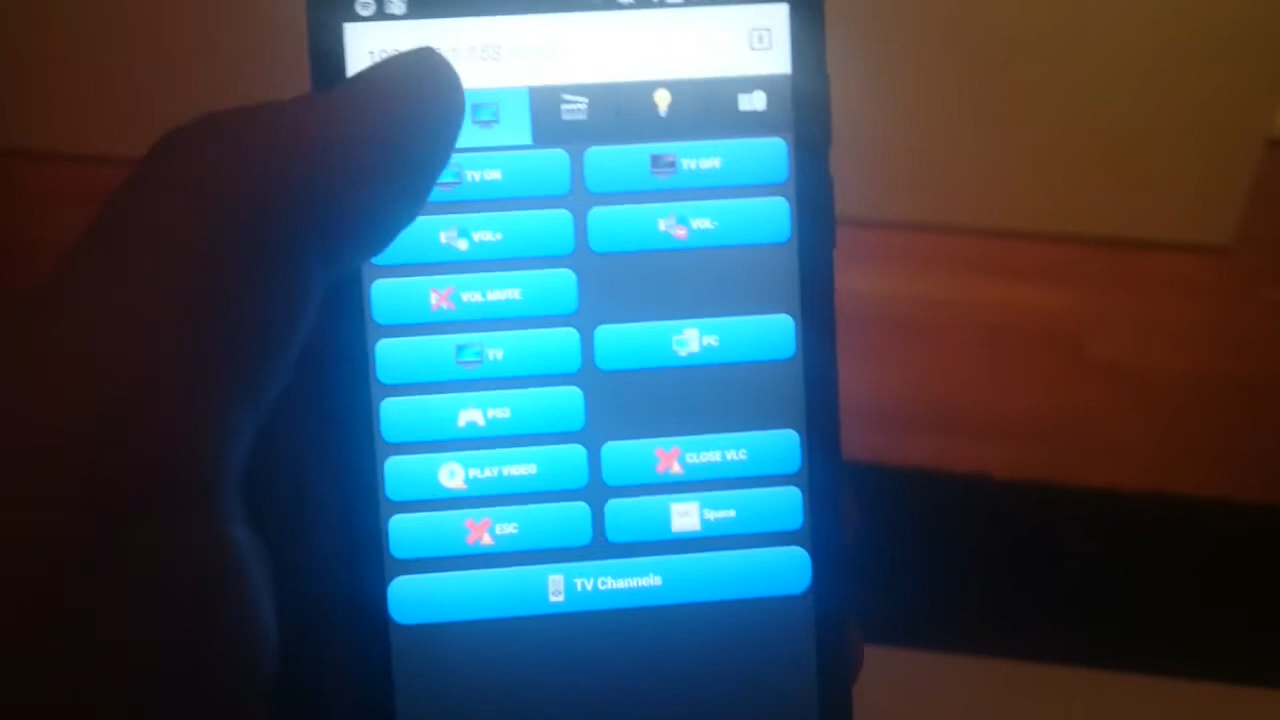 TV ON
TV OFF
VOL+
VOL-
VOL MUTE
TV
PC
PS3
PLAY VIDEO
CLOSE VLC
ESC
Space
TV Channels